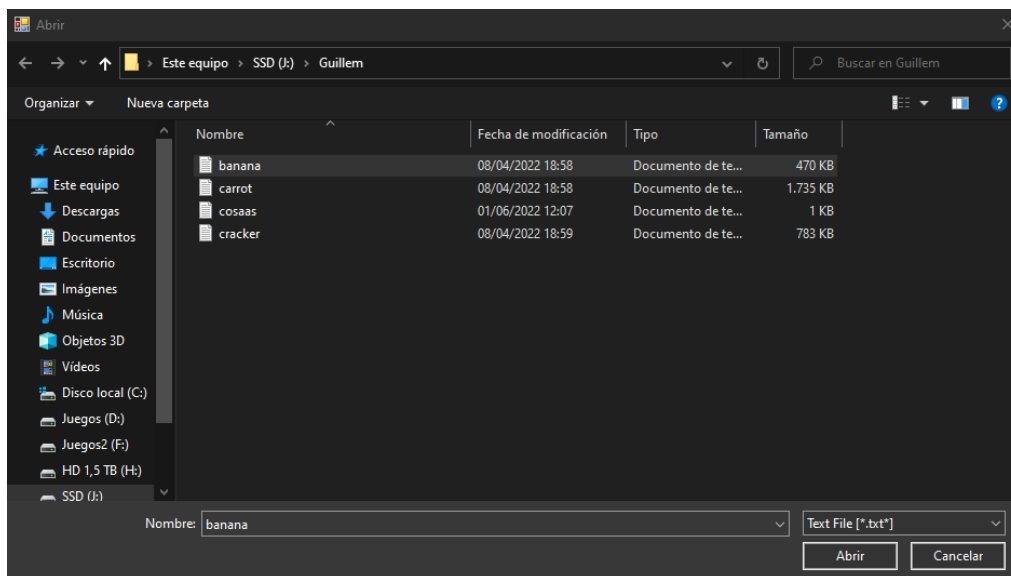 Abrir
Este equipo > SSD (J:) > Guillem
Buscar en Guillem
Organizar
Nueva carpeta
?
Nombre Fecha de modificación Tipo Tamaño
banana 08/04/2022 18:58 Documento de te... 470 KB
carrot 08/04/2022 18:58 Documento de te... 1.735 KB
cosaas 01/06/2022 12:07 Documento de te... 1 KB
cracker 08/04/2022 18:59 Documento de te... 783 KB
Acceso rápido
Este equipo
Descargas
Documentos
Escritorio
Imágenes
Música
Objetos 3D
Vídeos
Disco local (C:)
Juegos (D:)
Juegos2 (F:)
HD 1,5 TB (H:)
SSD (J:)
Nombre: banana
Text File [*.txt*]
Abrir Cancelar